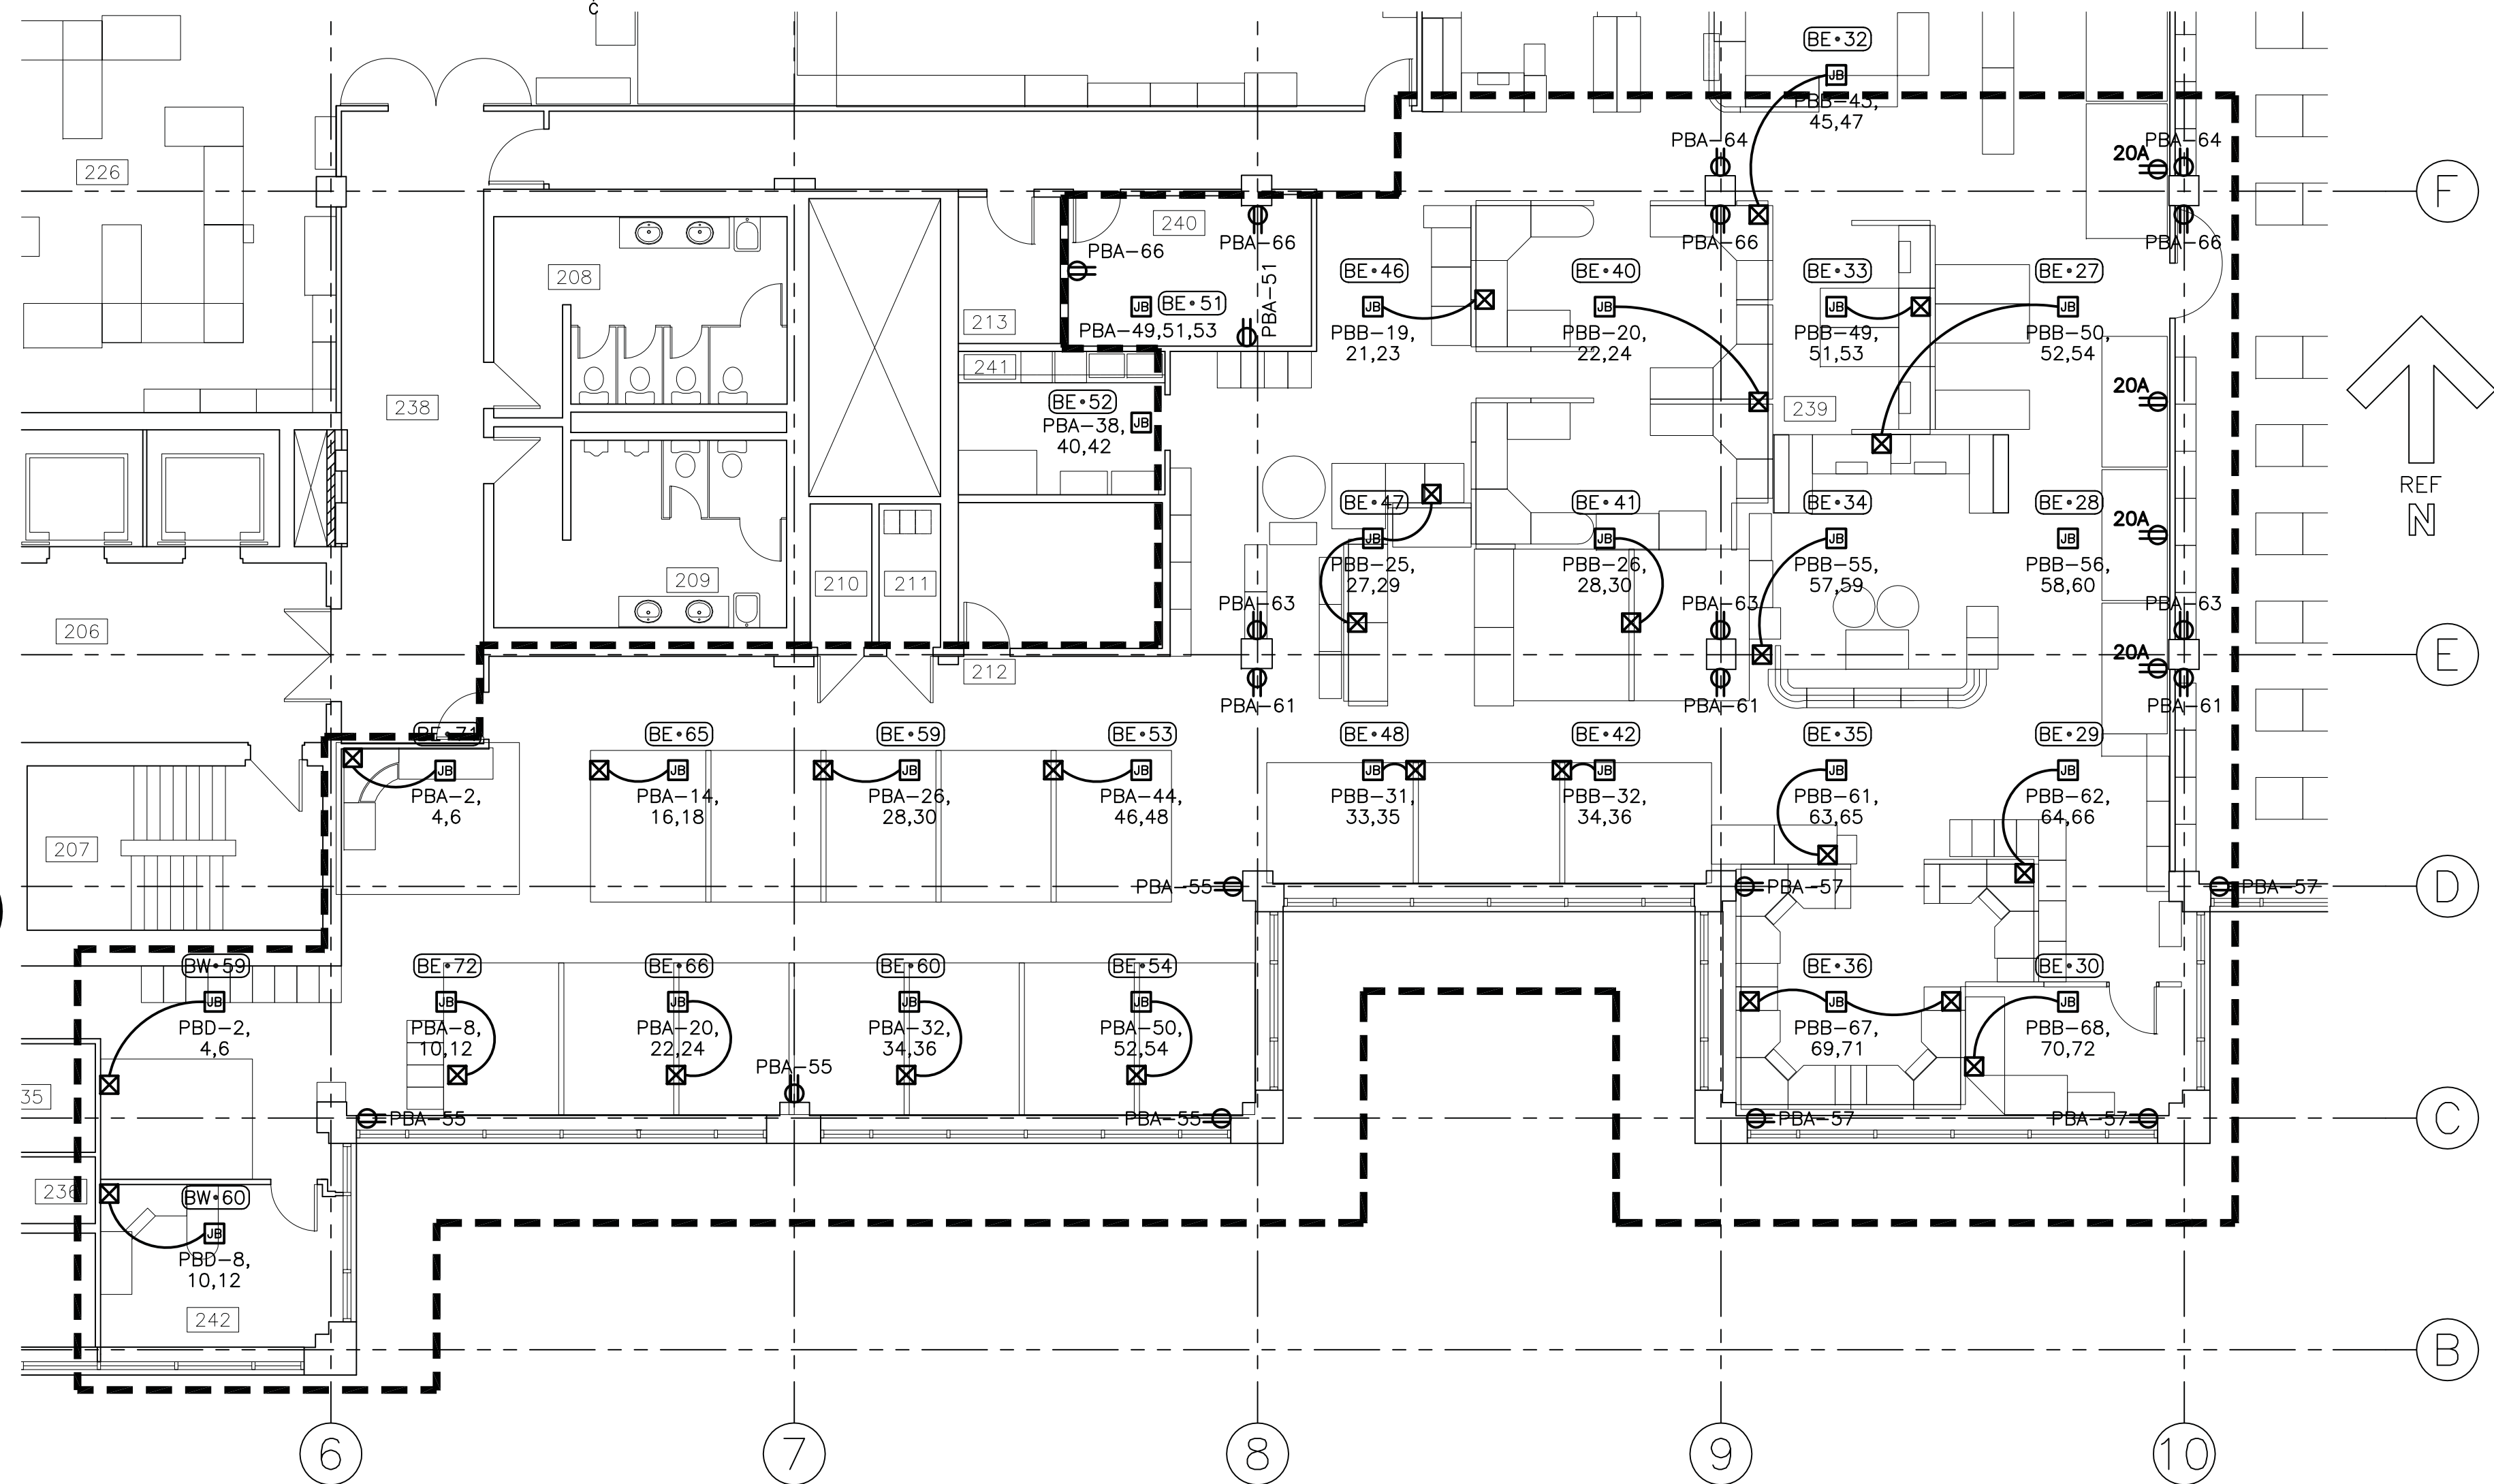 C
BE•32
JB
PBB-43,
45,47
PBA-64
PBA-64
20A
226
F
240
PBA-66
PBA-66
PBA-66
PBA-66
208
BE•46
BE•40
BE•33
BE•27
JB
BE•51
PBA-51
JB
JB
JB
JB
213
PBA-49,51,53
PBB-19,
21,23
PBB-20,
22,24
PBB-49,
51,53
PBB-50,
52,54
241
20A
238
BE•52
239
PBA-38,
40,42
JB
REF
N
BE•47
BE•41
BE•34
BE•28
20A
JB
JB
JB
JB
PBB-25,
27,29
PBB-26,
28,30
PBB-55,
57,59
PBB-56,
58,60
209
210
211
PBA-63
PBA-63
PBA-63
206
20A
E
212
PBA-61
PBA-61
PBA-61
BE•71
BE•65
BE•59
BE•53
BE•48
BE•42
BE•35
BE•29
JB
JB
JB
JB
JB
JB
JB
JB
PBA-2,
4,6
PBA-14,
16,18
PBA-26,
28,30
PBA-44,
46,48
PBB-31,
33,35
PBB-32,
34,36
PBB-61,
63,65
PBB-62,
64,66
207
PBA-55
PBA-57
PBA-57
D
BW•59
BE•72
BE•66
BE•60
BE•54
BE•36
BE•30
JB
JB
JB
JB
JB
JB
JB
PBD-2,
4,6
PBA-8,
10,12
PBA-20,
22,24
PBA-32,
34,36
PBA-50,
52,54
PBB-67,
69,71
PBB-68,
70,72
PBA-55
35
PBA-55
PBA-55
PBA-57
PBA-57
C
236
BW•60
JB
PBD-8,
10,12
242
B
6
7
8
9
10